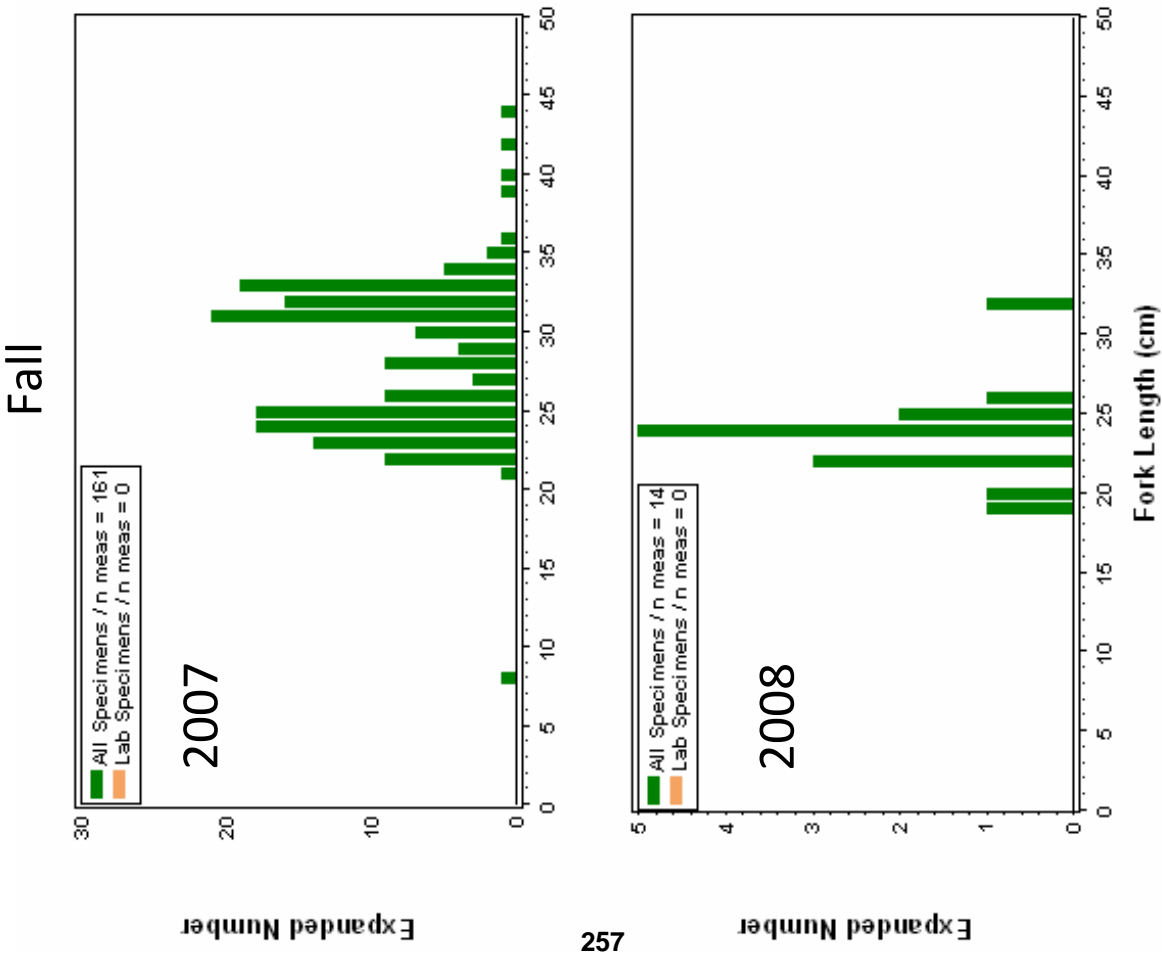 Fall
All Specimens / n meas = 161
Lab Specimens / n meas = 0
2007
Expanded Number
30
20
10
0
0 5 10 15 20 25 30 35 40 45 50
All Specimens / n meas = 14
Lab Specimens / n meas = 0
2008
Expanded Number
5
4
3
2
1
0
0 5 10 15 20 25 30 35 40 45 50
Fork Length (cm)
257